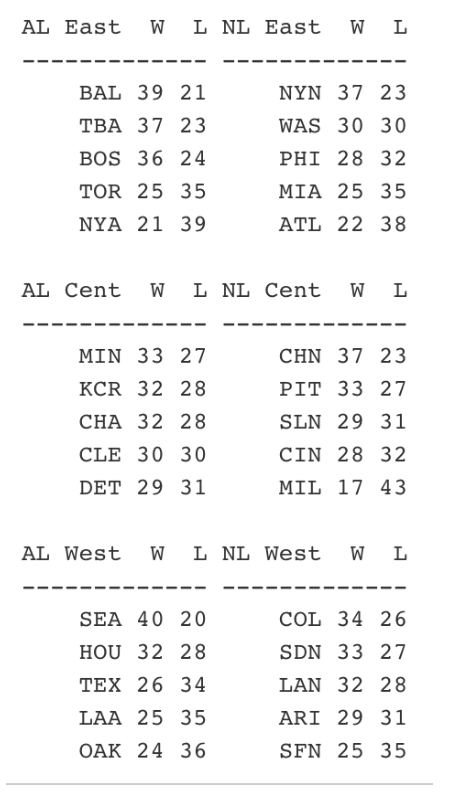 AL East  W  L NL East  W  L
------------- -------------
    BAL 39 21     NYN 37 23
    TBA 37 23     WAS 30 30
    BOS 36 24     PHI 28 32
    TOR 25 35     MIA 25 35
    NYA 21 39     ATL 22 38

AL Cent  W  L NL Cent  W  L
------------- -------------
    MIN 33 27     CHN 37 23
    KCR 32 28     PIT 33 27
    CHA 32 28     SLN 29 31
    CLE 30 30     CIN 28 32
    DET 29 31     MIL 17 43

AL West  W  L NL West  W  L
------------- -------------
    SEA 40 20     COL 34 26
    HOU 32 28     SDN 33 27
    TEX 26 34     LAN 32 28
    LAA 25 35     ARI 29 31
    OAK 24 36     SFN 25 35